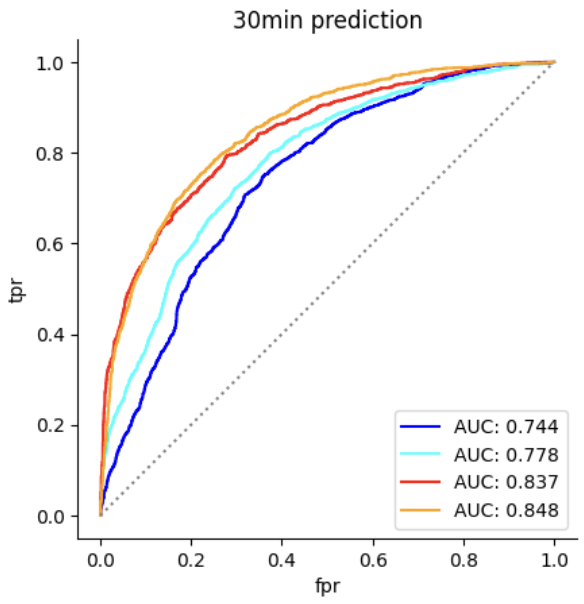 30min prediction
1.0
0.8
0.6
0.4
0.2
0.0
tpr
0.0 0.2 0.4 0.6 0.8 1.0
fpr
AUC: 0.744
AUC: 0.778
AUC: 0.837
AUC: 0.848